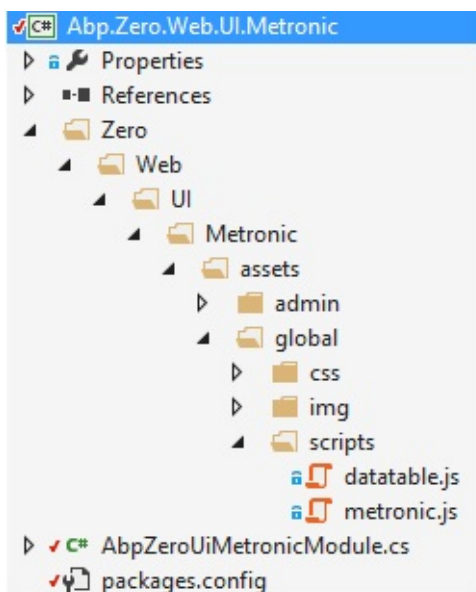 C# Abp.Zero.Web.UI.Metronic
Properties
References
Zero
Web
UI
Metronic
assets
admin
global
css
img
scripts
datatable.js
metronic.js
C# AbpZeroUiMetronicModule.cs
packages.config